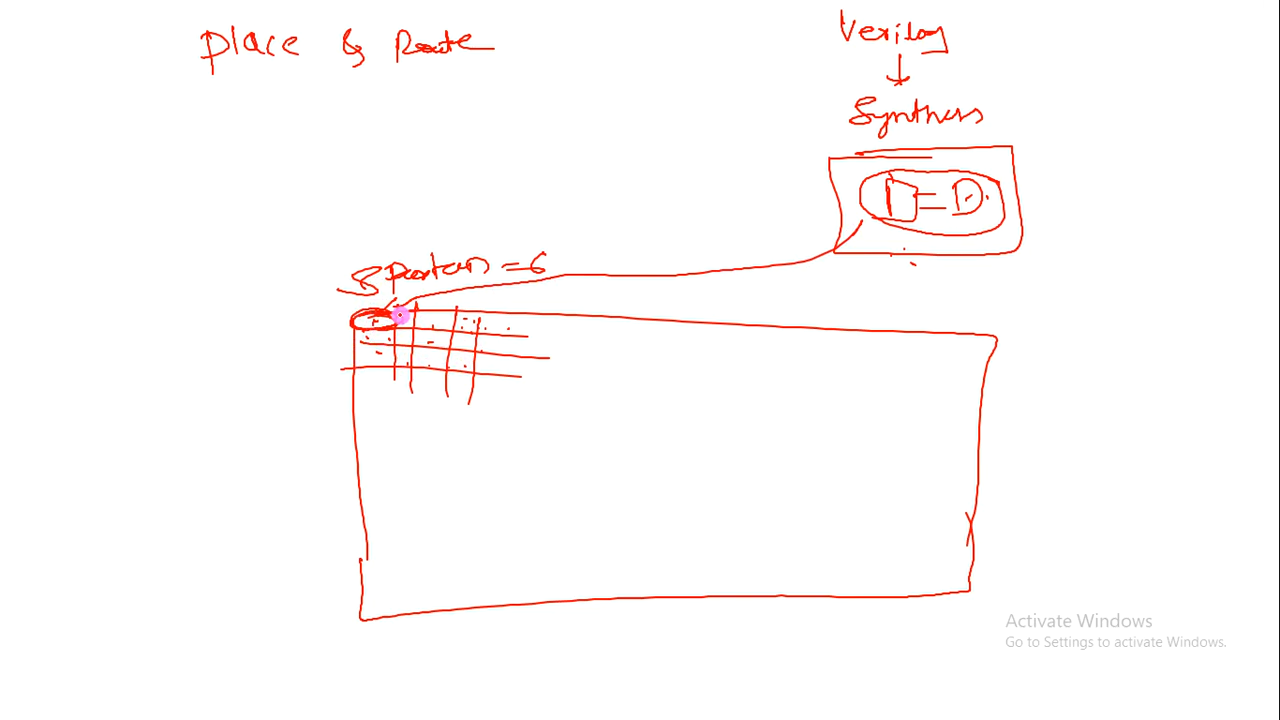 Place & Route
Verilog
Synthesis
Spartan = 6
D
Activate Windows
Go to Settings to activate Windows.